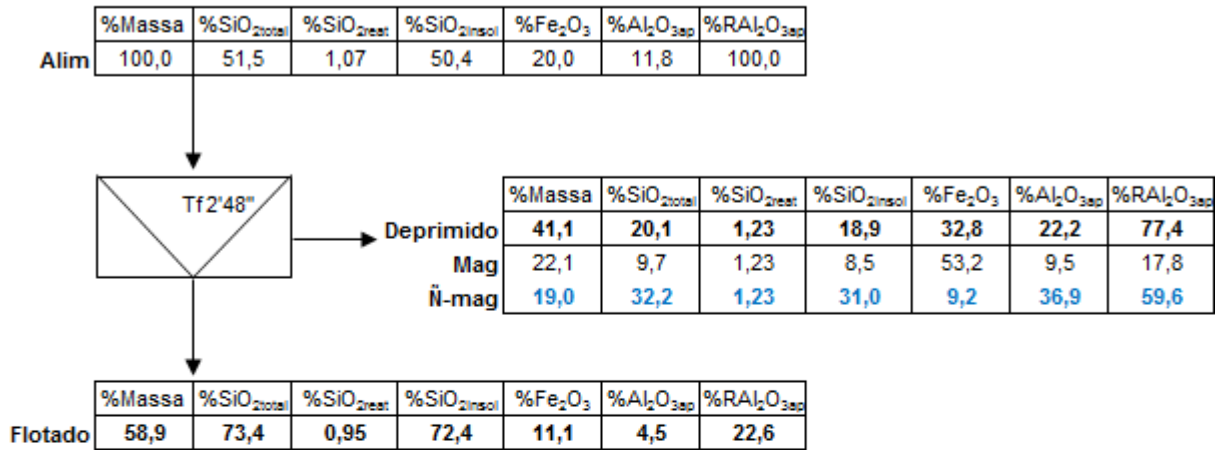 %Massa %SiO2total %SiO2reat %SiO2insol %Fe2O3 %Al2O3ap %RAl2O3ap
Alim 100,0 51,5 1,07 50,4 20,0 11,8 100,0
Tf 2'48"
%Massa %SiO2total %SiO2reat %SiO2insol %Fe2O3 %Al2O3ap %RAl2O3ap
Deprimido 41,1 20,1 1,23 18,9 32,8 22,2 77,4
Mag 22,1 9,7 1,23 8,5 53,2 9,5 17,8
Ñ-mag 19,0 32,2 1,23 31,0 9,2 36,9 59,6
%Massa %SiO2total %SiO2reat %SiO2insol %Fe2O3 %Al2O3ap %RAl2O3ap
Flotado 58,9 73,4 0,95 72,4 11,1 4,5 22,6